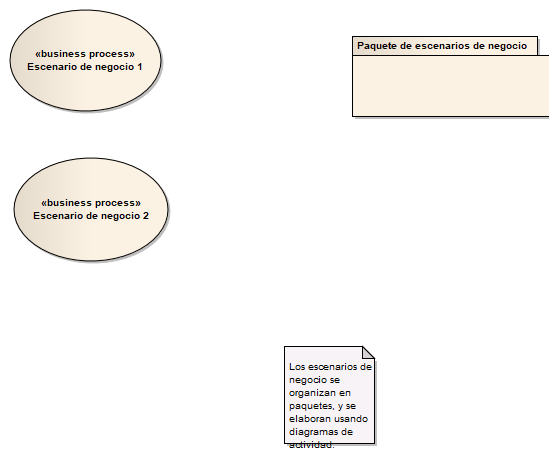 «business process»
Escenario de negocio 1
Paquete de escenarios de negocio
«business process»
Escenario de negocio 2
Los escenarios de
negocio se
organizan en
paquetes, y se
elaboran usando
diagramas de
actividad.